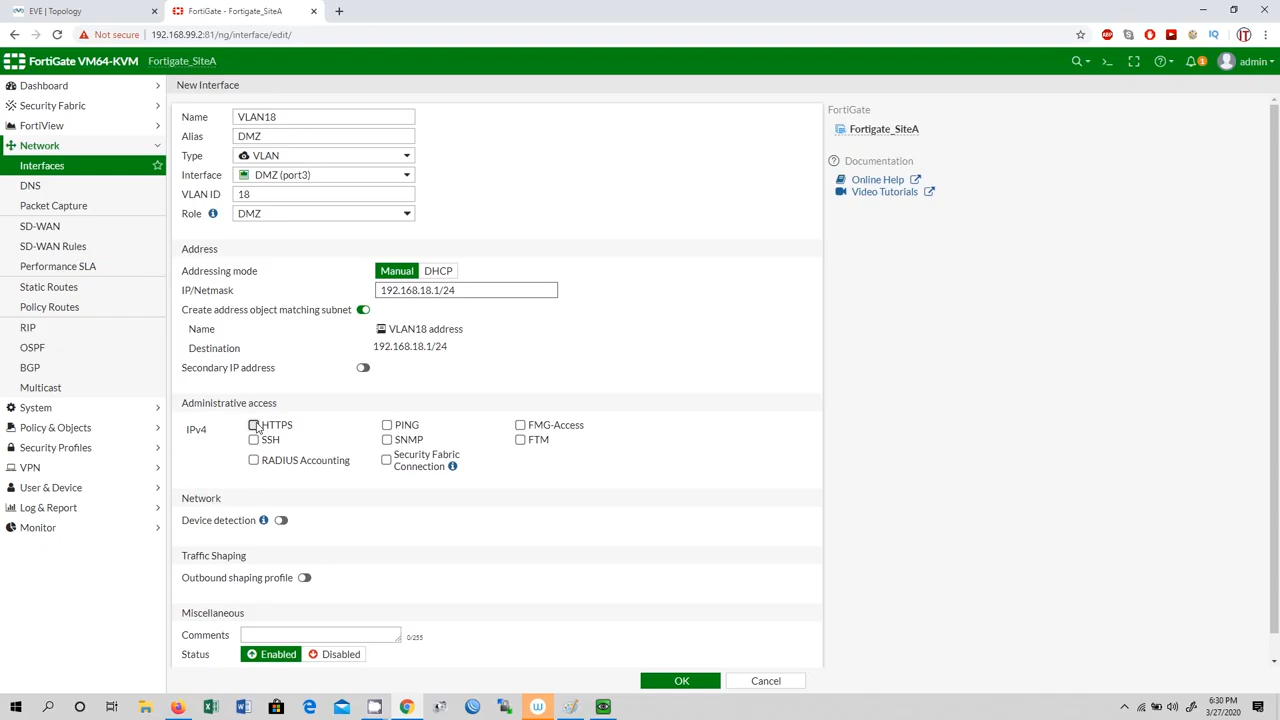 EVE | Topology
FortiGate - Fortigate_SiteA
Not secure | 192.168.99.2:81/ng/interface/edit/
ABP
IQ
IT
FortiGate VM64-KVM Fortigate_SiteA
1
admin
Dashboard
Security Fabric
FortiView
Network
Interfaces
DNS
Packet Capture
SD-WAN
SD-WAN Rules
Performance SLA
Static Routes
Policy Routes
RIP
OSPF
BGP
Multicast
System
Policy & Objects
Security Profiles
VPN
User & Device
Log & Report
Monitor
New Interface
Name VLAN18
Alias DMZ
Type VLAN
Interface DMZ (port3)
VLAN ID 18
Role DMZ
Address
Addressing mode Manual DHCP
IP/Netmask 192.168.18.1/24
Create address object matching subnet
Name VLAN18 address
Destination 192.168.18.1/24
Secondary IP address
Administrative access
IPv4
HTTPS PING FMG-Access
SSH SNMP FTM
RADIUS Accounting Security Fabric
Connection
Network
Device detection
Traffic Shaping
Outbound shaping profile
Miscellaneous
Comments 0/255
Status Enabled Disabled
OK Cancel
FortiGate
Fortigate_SiteA
Documentation
Online Help
Video Tutorials
6:30 PM
3/27/2020